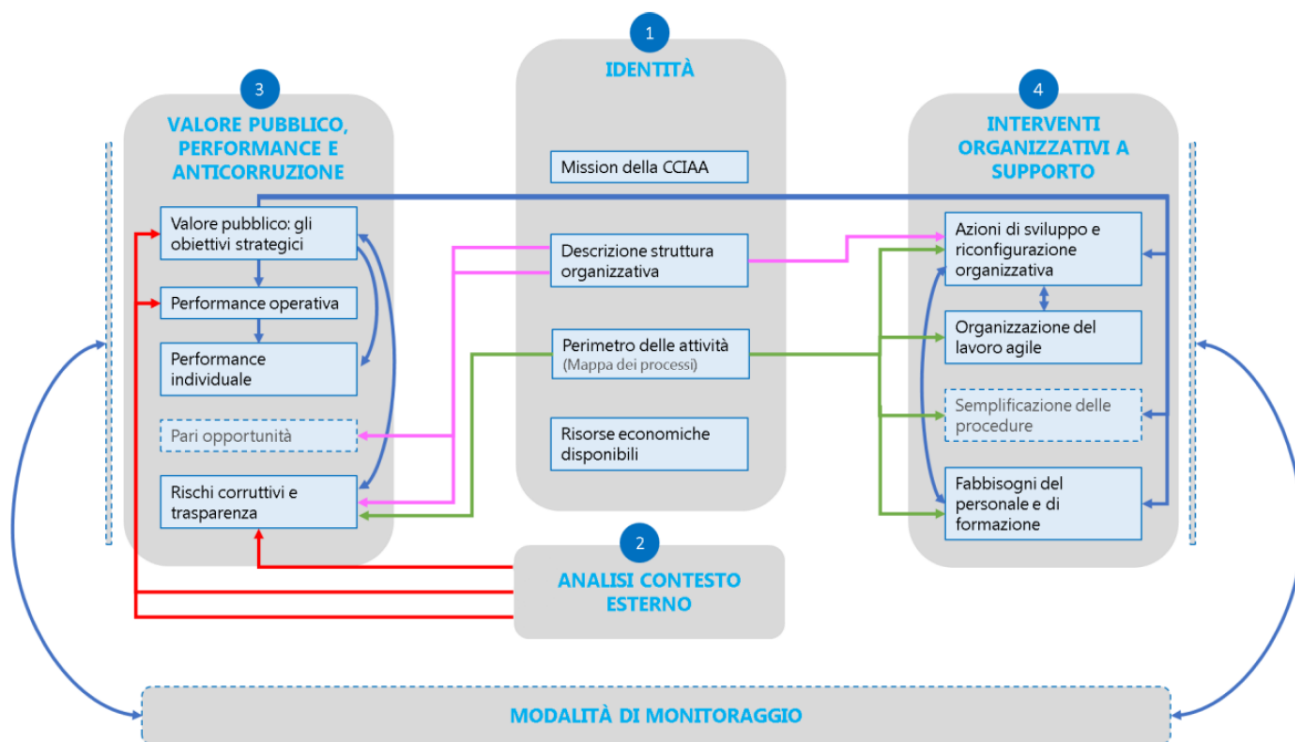 1
IDENTITÀ
Mission della CCIAA
Descrizione struttura
organizzativa
Perimetro delle attività
(Mappa dei processi)
Risorse economiche
disponibili
2
ANALISI CONTESTO
ESTERNO
3
VALORE PUBBLICO,
PERFORMANCE E
ANTICORRUZIONE
Valore pubblico: gli
obiettivi strategici
Performance operativa
Performance
individuale
Pari opportunità
Rischi corruttivi e
trasparenza
4
INTERVENTI
ORGANIZZATIVI A
SUPPORTO
Azioni di sviluppo e
riconfigurazione
organizzativa
Organizzazione del
lavoro agile
Semplificazione delle
procedure
Fabbisogni del
personale e di
formazione
MODALITÀ DI MONITORAGGIO